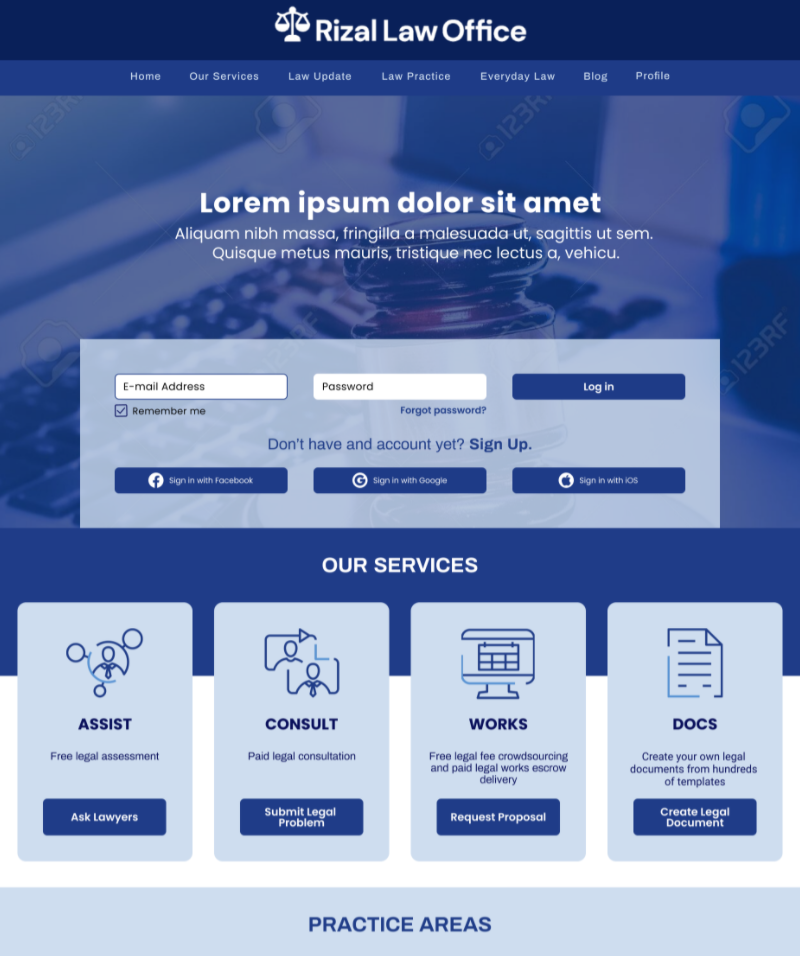 Rizal Law Office
Home Our Services Law Update Law Practice Everyday Law Blog Profile
123RF
123RF
Lorem ipsum dolor sit amet
Aliquam nibh massa, fringilla a malesuada ut, sagittis ut sem.
Quisque metus mauris, tristique nec lectus a, vehicu.
123RF
E-mail Address Password Log in
Remember me Forgot password?
Don't have and account yet? Sign Up.
Sign in with Facebook Sign in with Google Sign in with iOS
OUR SERVICES
ASSIST
Free legal assessment
Ask Lawyers
CONSULT
Paid legal consultation
Submit Legal
Problem
WORKS
Free legal fee crowdsourcing
and paid legal works escrow
delivery
Request Proposal
DOCS
Create your own legal
documents from hundreds
of templates
Create Legal
Document
PRACTICE AREAS